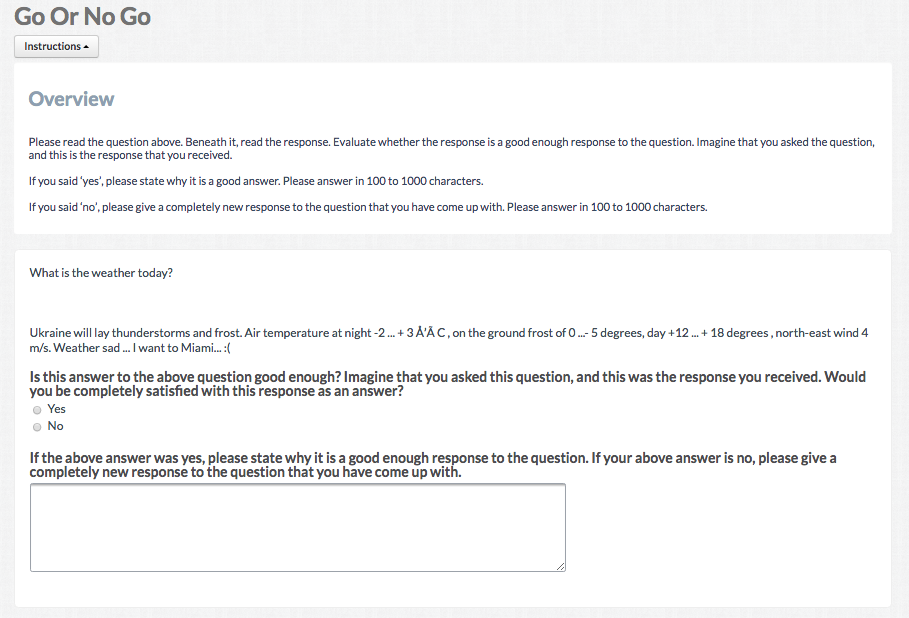 Go Or No Go
Instructions
Overview
Please read the question above. Beneath it, read the response. Evaluate whether the response is a good enough response to the question. Imagine that you asked the question,
and this is the response that you received.
If you said 'yes', please state why it is a good answer. Please answer in 100 to 1000 characters.
If you said 'no', please give a completely new response to the question that you have come up with. Please answer in 100 to 1000 characters.
What is the weather today?
Ukraine will lay thunderstorms and frost. Air temperature at night -2 ... + 3 Å'Â C , on the ground frost of 0 ...- 5 degrees, day +12 ... + 18 degrees , north-east wind 4
m/s. Weather sad ... I want to Miami... :(
Is this answer to the above question good enough? Imagine that you asked this question, and this was the response you received. Would
you be completely satisfied with this response as an answer?
Yes
No
If the above answer was yes, please state why it is a good enough response to the question. If your above answer is no, please give a
completely new response to the question that you have come up with.